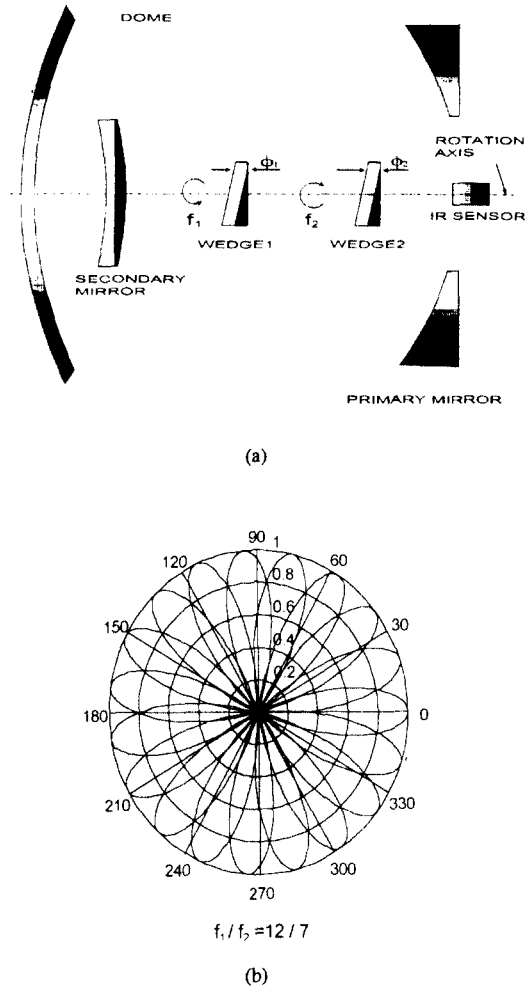 DOME
ROTATION
AXIS
ϕ₁
ϕ₂
f₁
f₂
IR SENSOR
WEDGE1
WEDGE2
SECONDARY
MIRROR
PRIMARY MIRROR
(a)
90
1
120
60
0.8
0.6
150
30
0.4
0.2
180
0
210
330
240
300
270
f₁ / f₂ =12 / 7
(b)